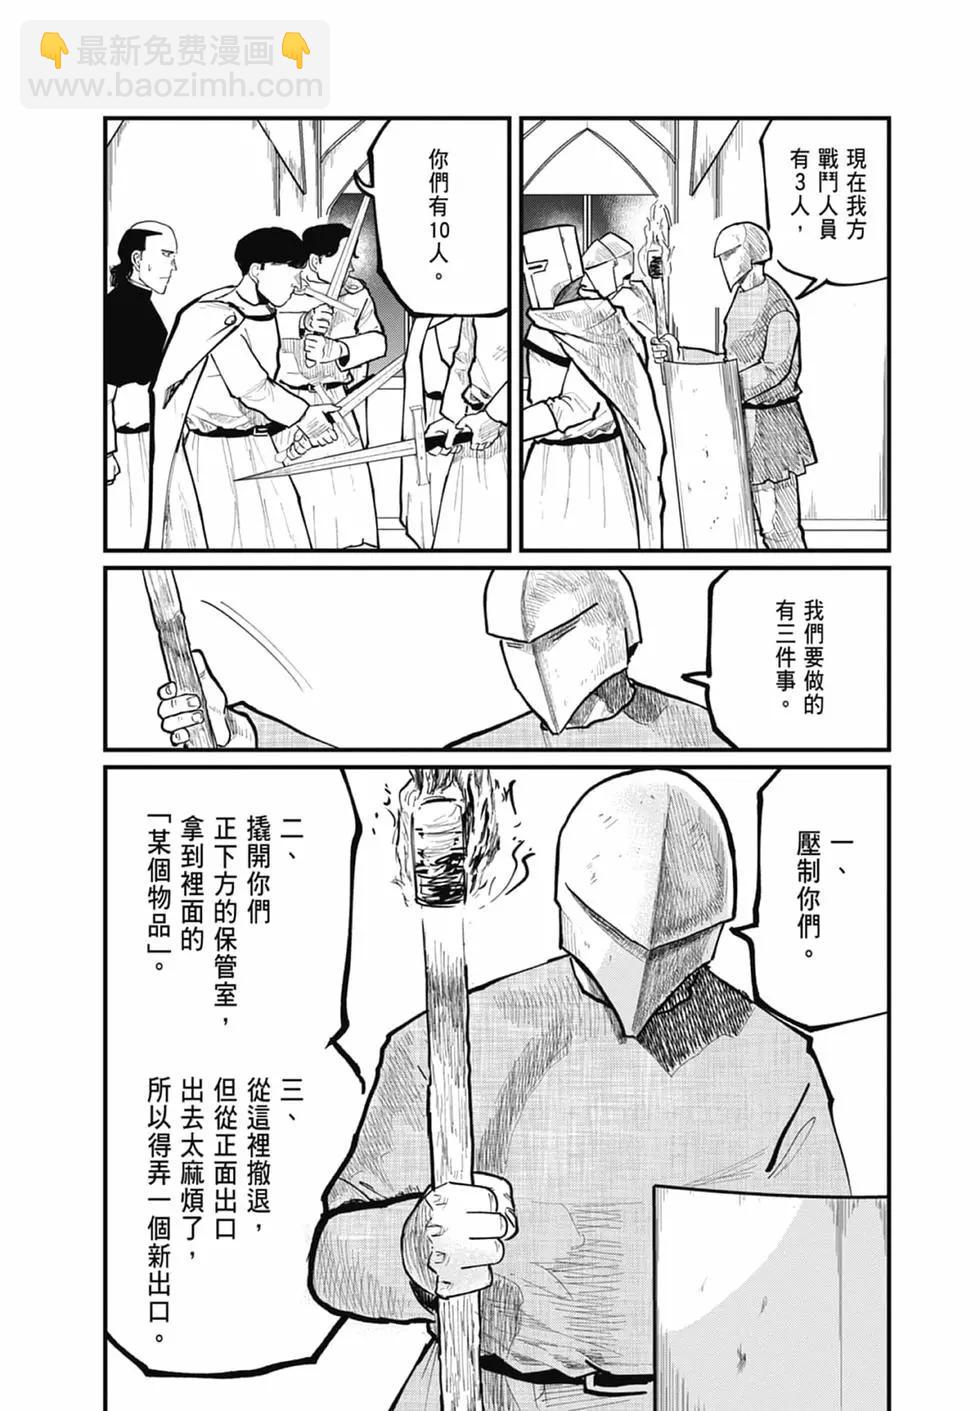 最新免费漫画
www.baozimh.com
現在我方
戰鬥人員
有3人，
你們有10人。
我們要做的
有三件事。
一、
壓制你們。
二、
撬開你們
正下方的保管室，
拿到裡面的
「某個物品」。
三、
從這裡撤退，
但從正面出口
出去太麻煩了，
所以得弄一個新出口。